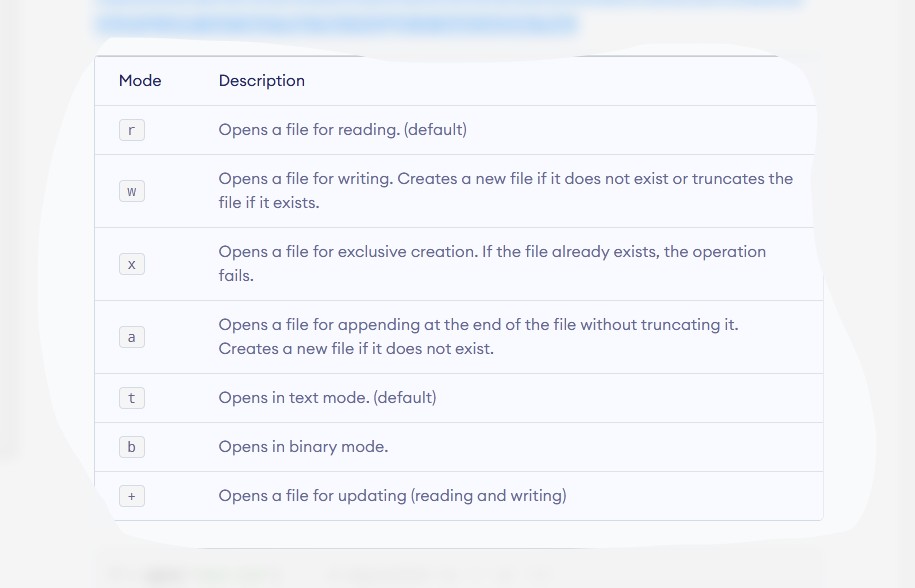 Mode Description
r Opens a file for reading. (default)
w Opens a file for writing. Creates a new file if it does not exist or truncates the
file if it exists.
x Opens a file for exclusive creation. If the file already exists, the operation
fails.
a Opens a file for appending at the end of the file without truncating it.
Creates a new file if it does not exist.
t Opens in text mode. (default)
b Opens in binary mode.
+ Opens a file for updating (reading and writing)